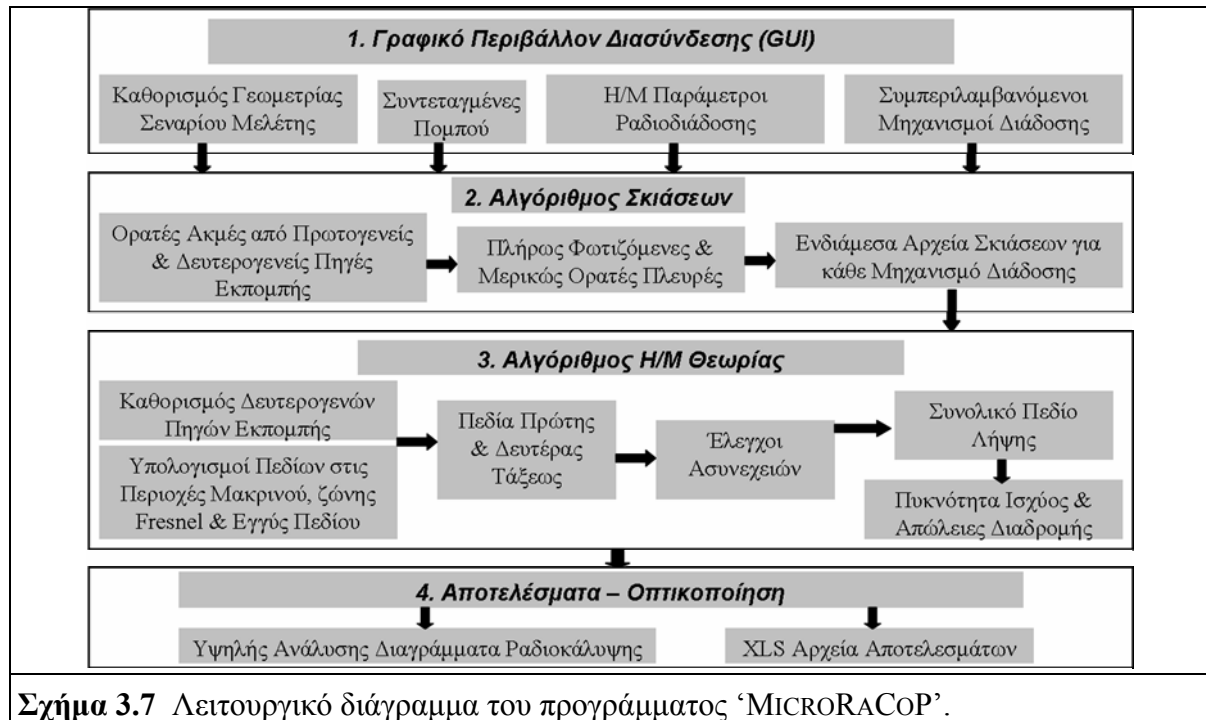 1. Γραφικό Περιβάλλον Διασύνδεσης (GUI)
Καθορισμός Γεωμετρίας
Σεναρίου Μελέτης
Συντεταγμένες
Πομπού
Η/Μ Παράμετροι
Ραδιοδιάδοσης
Συμπεριλαμβανόμενοι
Μηχανισμοί Διάδοσης
2. Αλγόριθμος Σκιάσεων
Ορατές Ακμές από Πρωτογενείς
& Δευτερογενείς Πηγές
Εκπομπής
Πλήρως Φωτιζόμενες &
Μερικώς Ορατές Πλευρές
Ενδιάμεσα Αρχεία Σκιάσεων για
κάθε Μηχανισμό Διάδοσης
3. Αλγόριθμος Η/Μ Θεωρίας
Καθορισμός Δευτερογενών
Πηγών Εκπομπής
Υπολογισμοί Πεδίων στις
Περιοχές Μακρινού, ζώνης
Fresnel & Εγγύς Πεδίου
Πεδία Πρώτης
& Δευτέρας
Τάξεως
Έλεγχοι
Ασυνεχειών
Συνολικό Πεδίο
Λήψης
Πυκνότητα Ισχύος &
Απώλειες Διαδρομής
4. Αποτελέσματα – Οπτικοποίηση
Υψηλής Ανάλυσης Διαγράμματα Ραδιοκάλυψης
XLS Αρχεία Αποτελεσμάτων
Σχήμα 3.7 Λειτουργικό διάγραμμα του προγράμματος ‘MICRORACOP’.